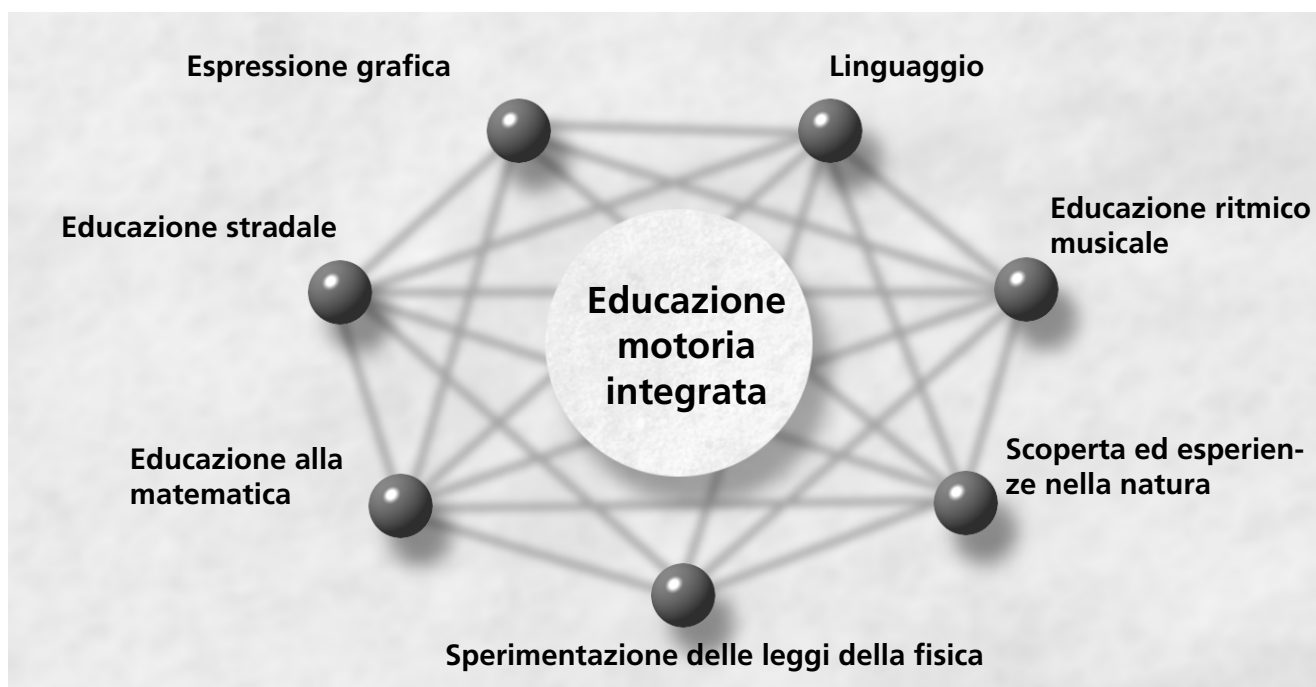 Espressione grafica
Linguaggio
Educazione stradale
Educazione ritmico
musicale
Educazione
motoria
integrata
Educazione alla
matematica
Scoperta ed esperien-
ze nella natura
Sperimentazione delle leggi della fisica